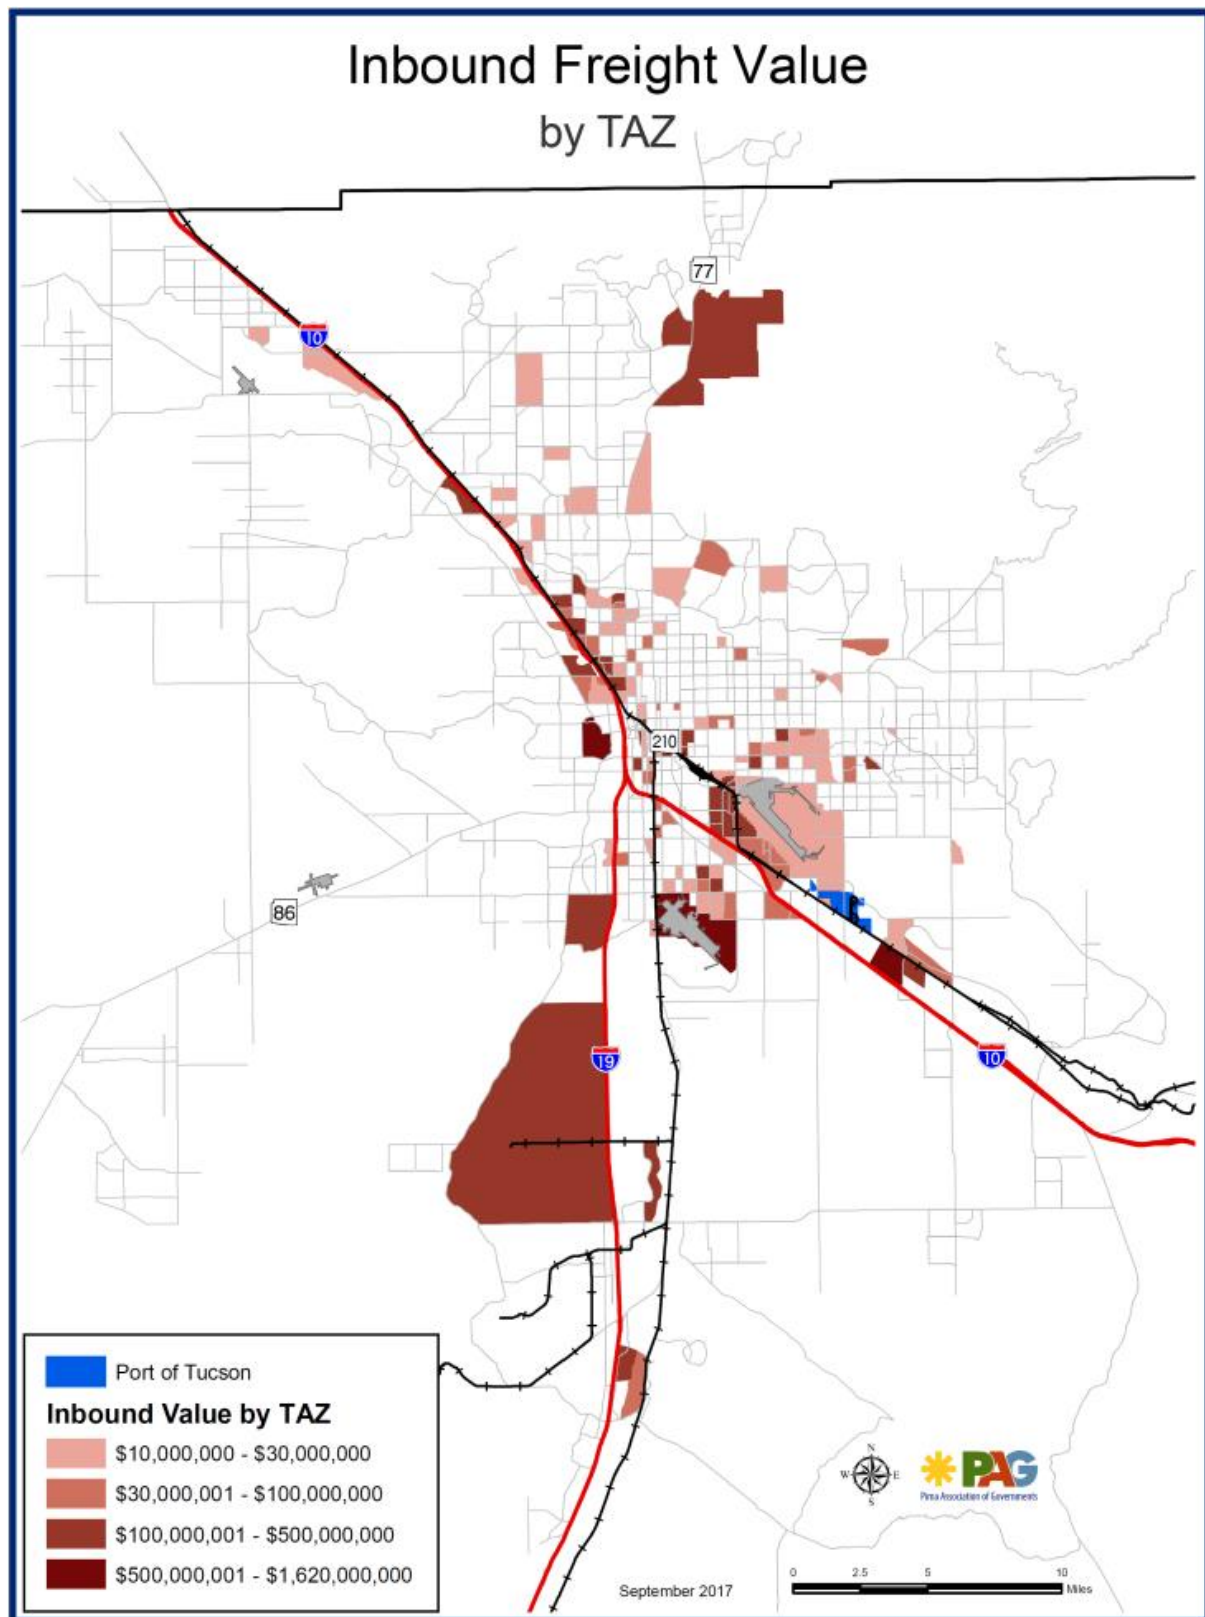 Inbound Freight Value
by TAZ
77
10
210
86
19
10
Port of Tucson
Inbound Value by TAZ
$10,000,000 - $30,000,000
$30,000,001 - $100,000,000
$100,000,001 - $500,000,000
$500,000,001 - $1,620,000,000
N
W E
S
PAG
Pima Association of Governments
September 2017
0 2.5 5 10
Miles